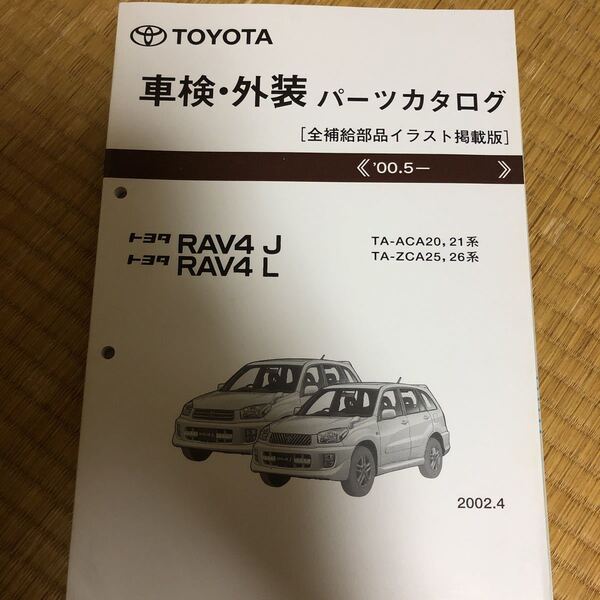 TOYOTA
車検・外装 パーツカタログ
[全補給部品イラスト掲載版]
《 '00.5― 》
トヨタ RAV4 J TA-ACA20, 21系
トヨタ RAV4 L TA-ZCA25, 26系
RAV4 J
RAV4 L
2002.4